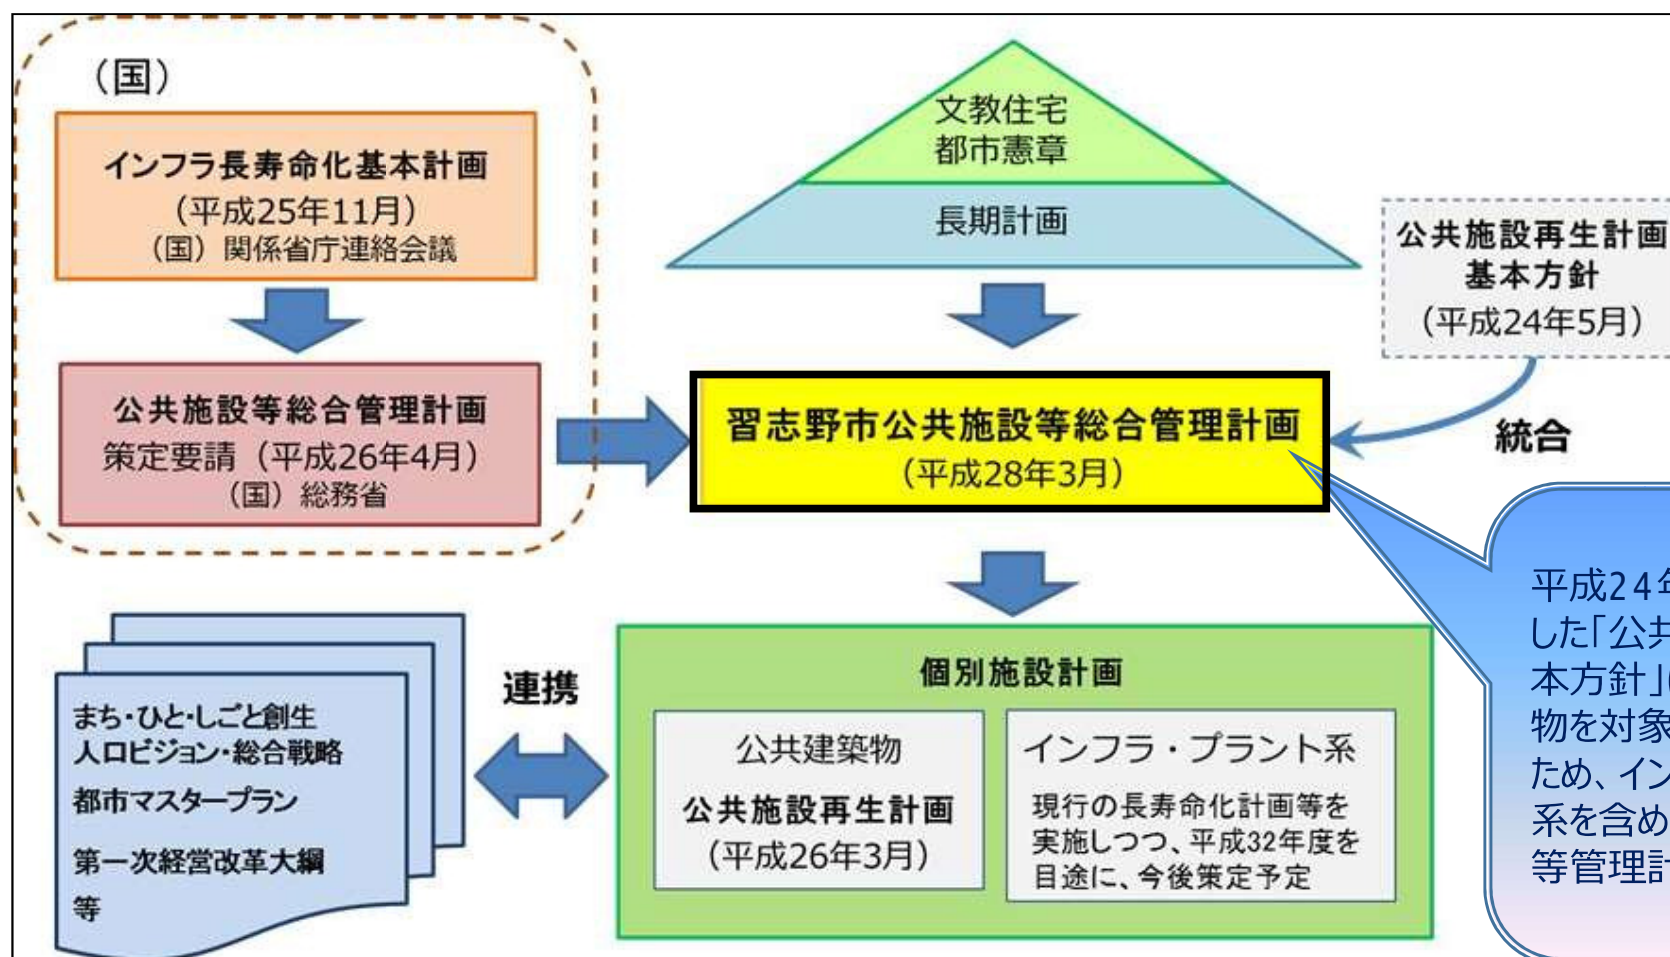 （国）
インフラ長寿命化基本計画
（平成25年11月）
（国）関係省庁連絡会議
公共施設等総合管理計画
策定要請（平成26年4月）
（国）総務省
文教住宅
都市憲章
長期計画
公共施設再生計画
基本方針
（平成24年5月）
統合
習志野市公共施設等総合管理計画
（平成28年3月）
平成24年
した「公共
本方針」
物を対象
ため、イン
系を含め
等管理計
連携
まち・ひと・しごと創生
人口ビジョン・総合戦略
都市マスタープラン
第一次経営改革大綱
等
個別施設計画
公共建築物
公共施設再生計画
（平成26年3月）
インフラ・プラント系
現行の長寿命化計画等を
実施しつつ、平成32年度を
目途に、今後策定予定